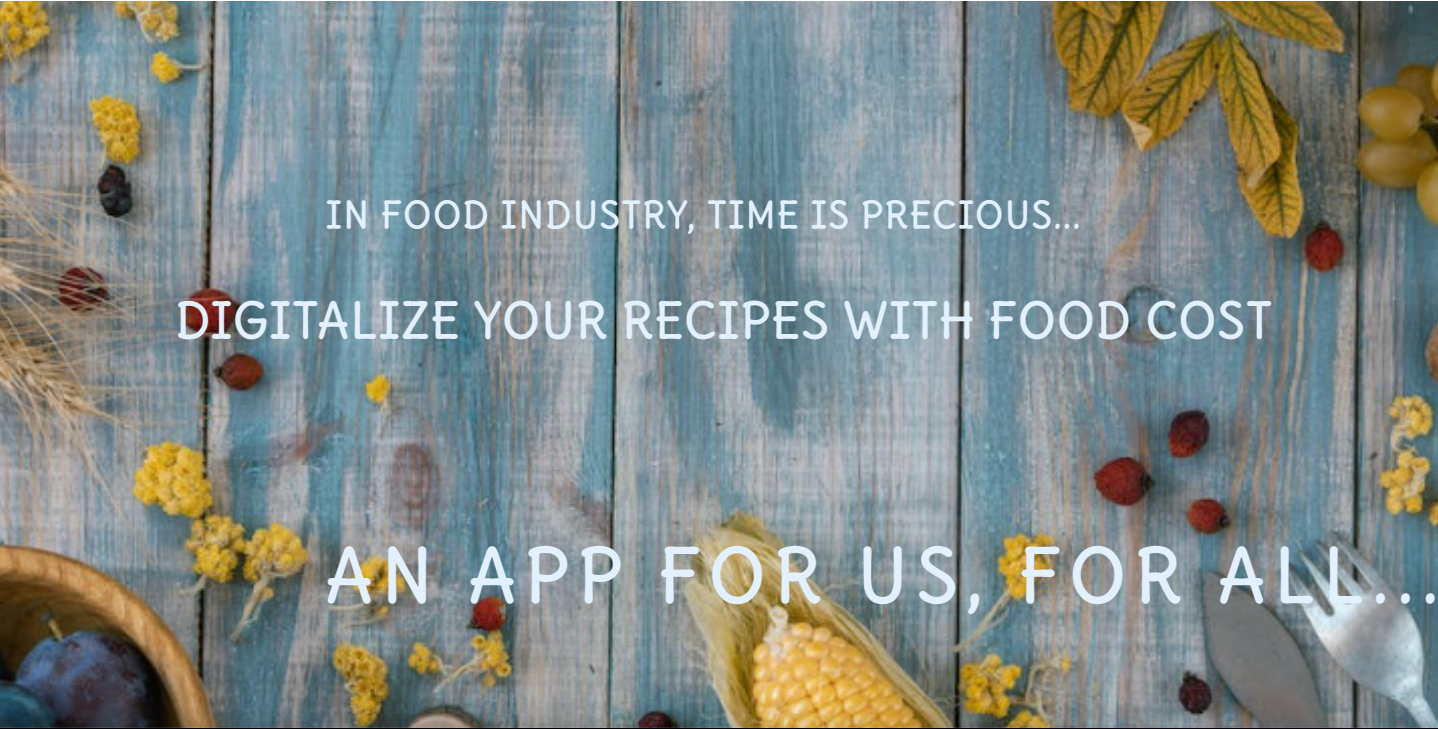 IN FOOD INDUSTRY, TIME IS PRECIOUS...
DIGITALIZE YOUR RECIPES WITH FOOD COST
AN APP FOR US, FOR ALL...